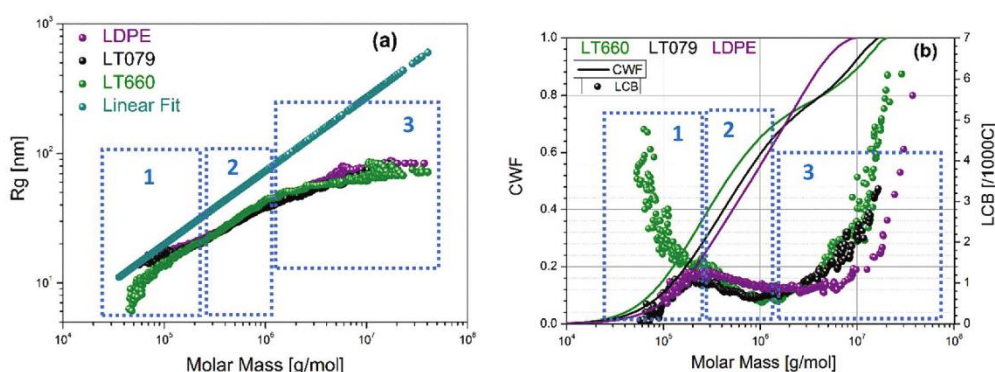 10³
10²
10¹
Rg [nm]
LDPE
LT079
LT660
Linear Fit
(a)
1
2
3
10⁴ 10⁵ 10⁶ 10⁷ 10⁸
Molar Mass [g/mol]
1.0
0.8
0.6
0.4
0.2
0.0
CWF
LT660 LT079 LDPE
CWF
LCB
(b)
1
2
3
7
6
5
4
3
2
1
0
LCB [/1000C]
10⁴ 10⁵ 10⁶ 10⁷ 10⁸
Molar Mass [g/mol]